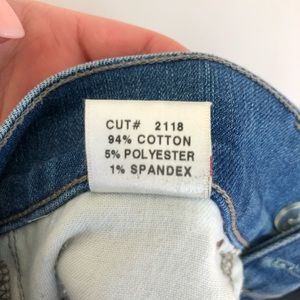 CUT# 2118
94% COTTON
5% POLYESTER
1% SPANDEX